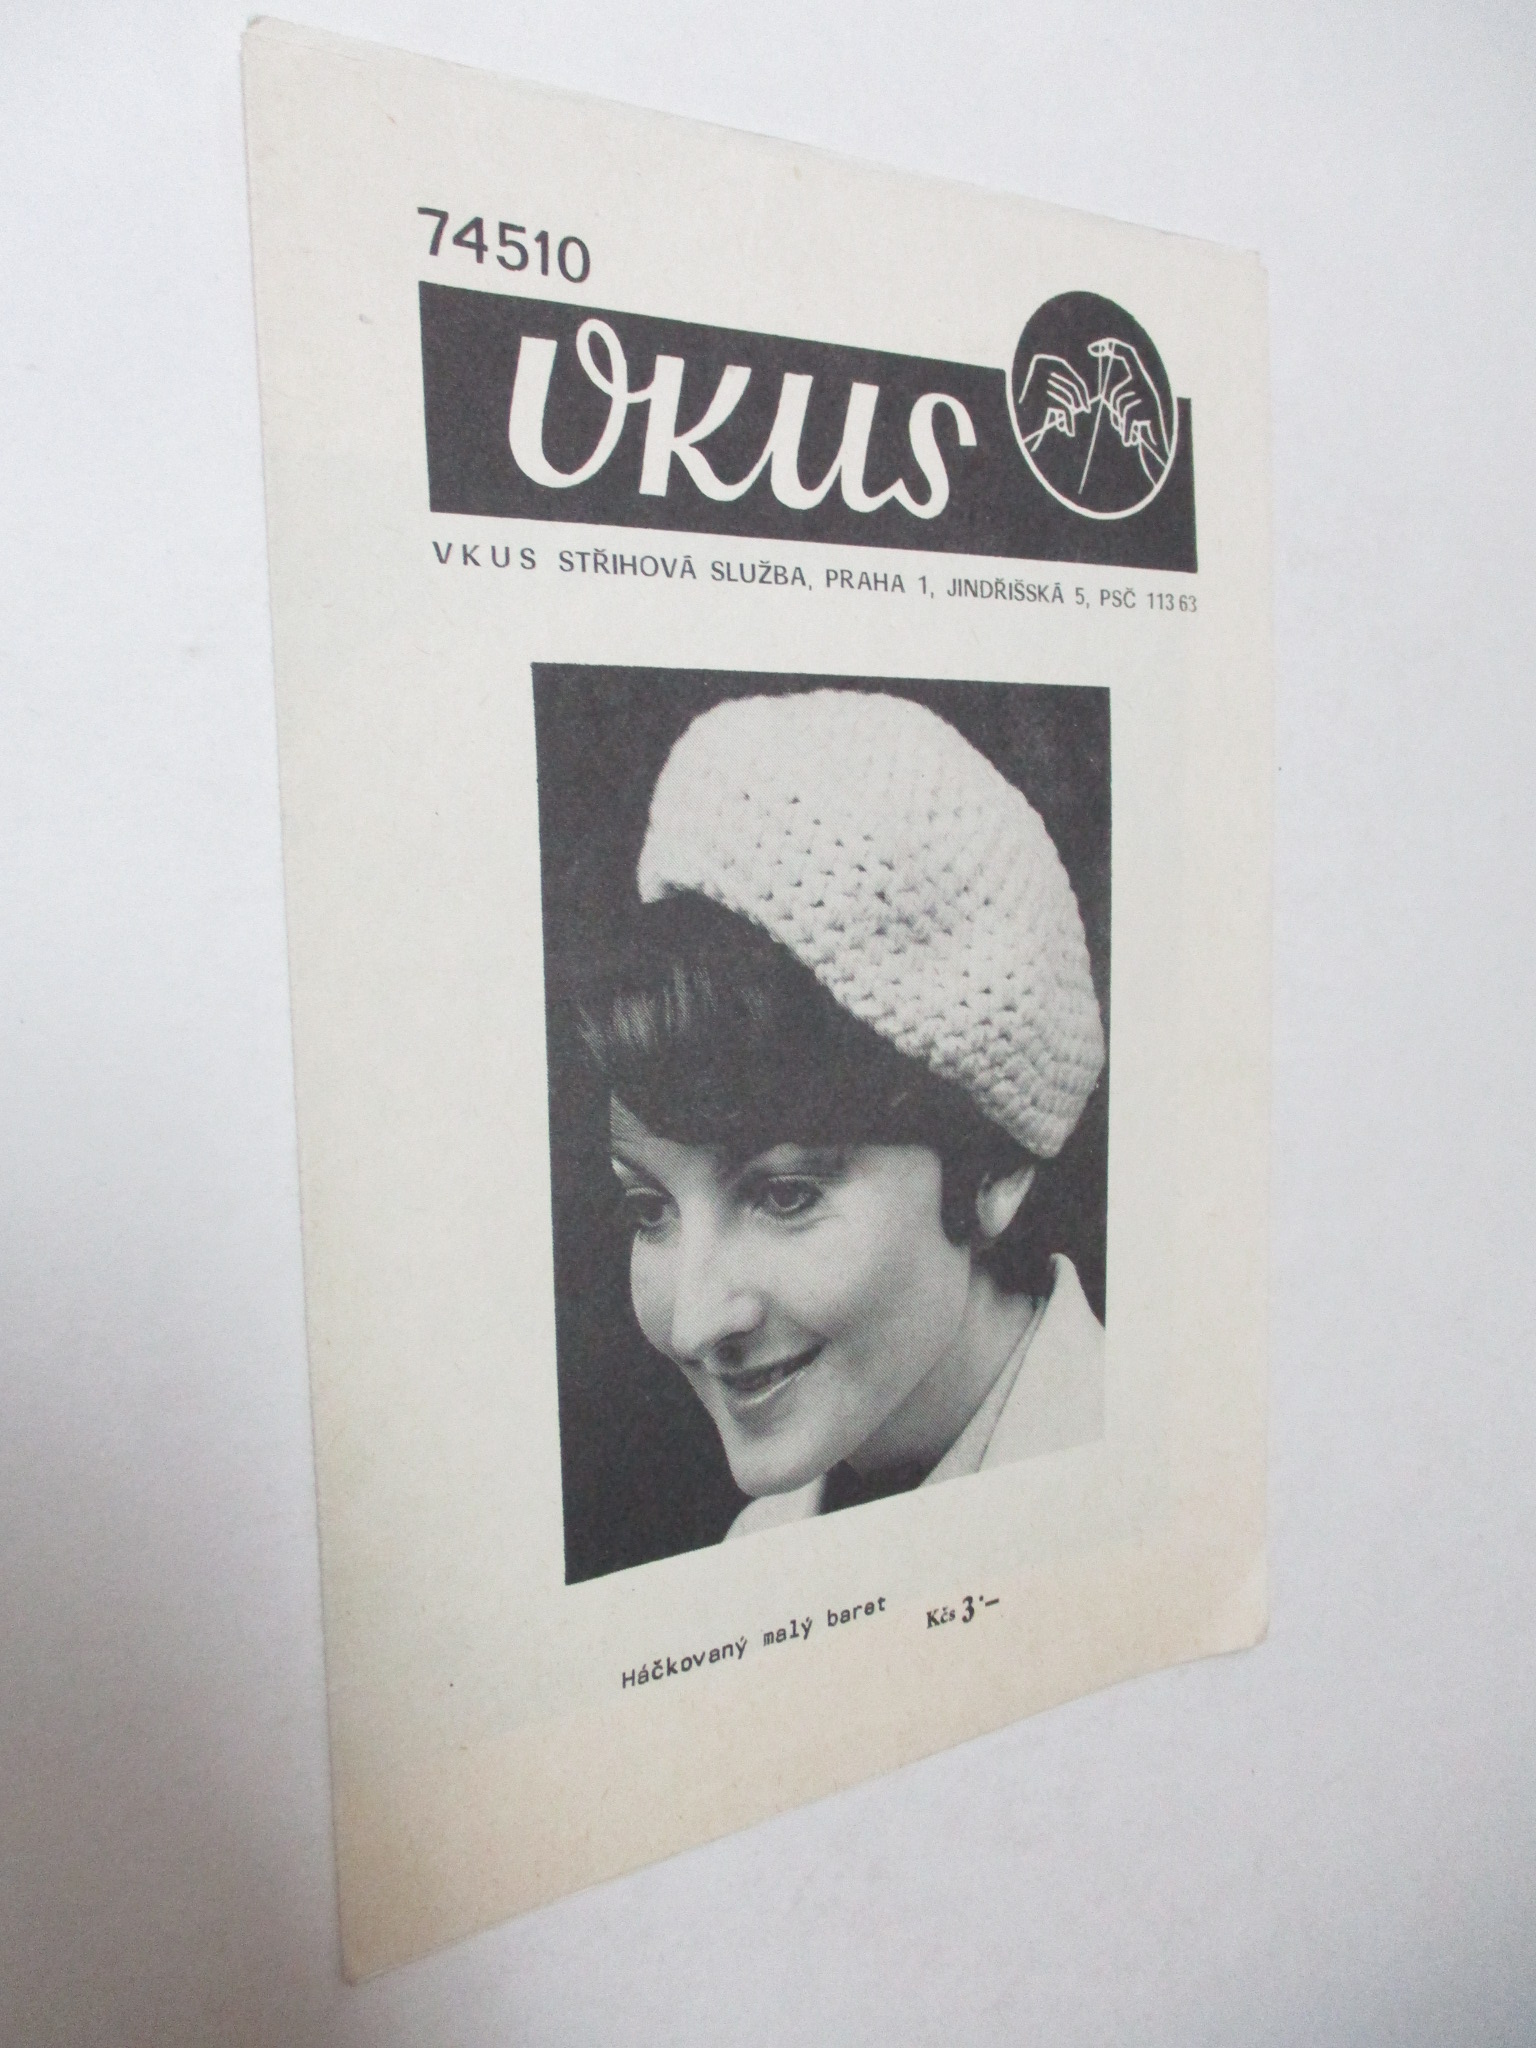 74510
VKUS
VKUS STŘIHOVÁ SLUŽBA, PRAHA 1, JINDŘIŠSKÁ 5, PSČ 113 63
Háčkovaný malý baret Kčs 3·–